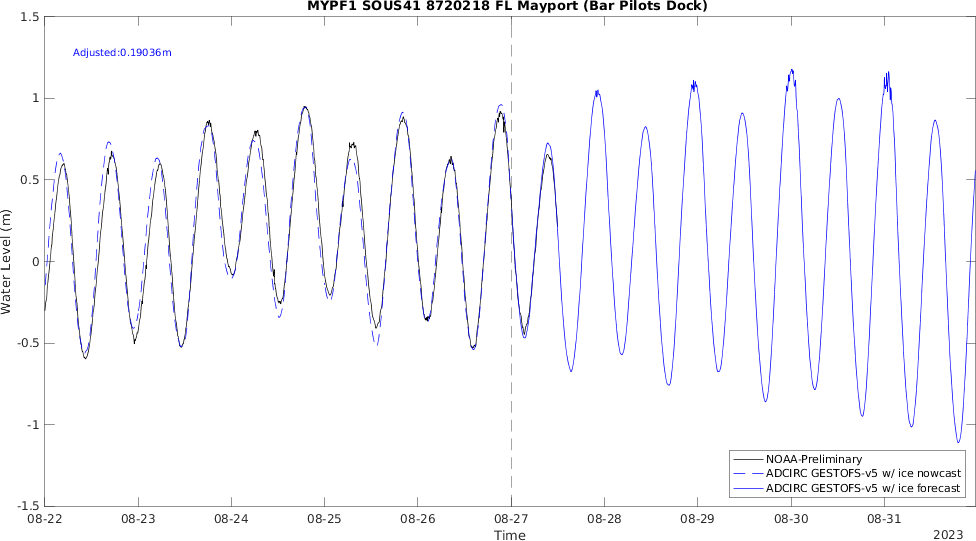 MYPF1 SOUS41 8720218 FL Mayport (Bar Pilots Dock)
1.5
Adjusted:0.19036m
1
0.5
0
-0.5
-1
-1.5
Water Level (m)
NOAA-Preliminary
ADCIRC GESTOFS-v5 w/ ice nowcast
ADCIRC GESTOFS-v5 w/ ice forecast
08-22 08-23 08-24 08-25 08-26 08-27 08-28 08-29 08-30 08-31
Time
2023